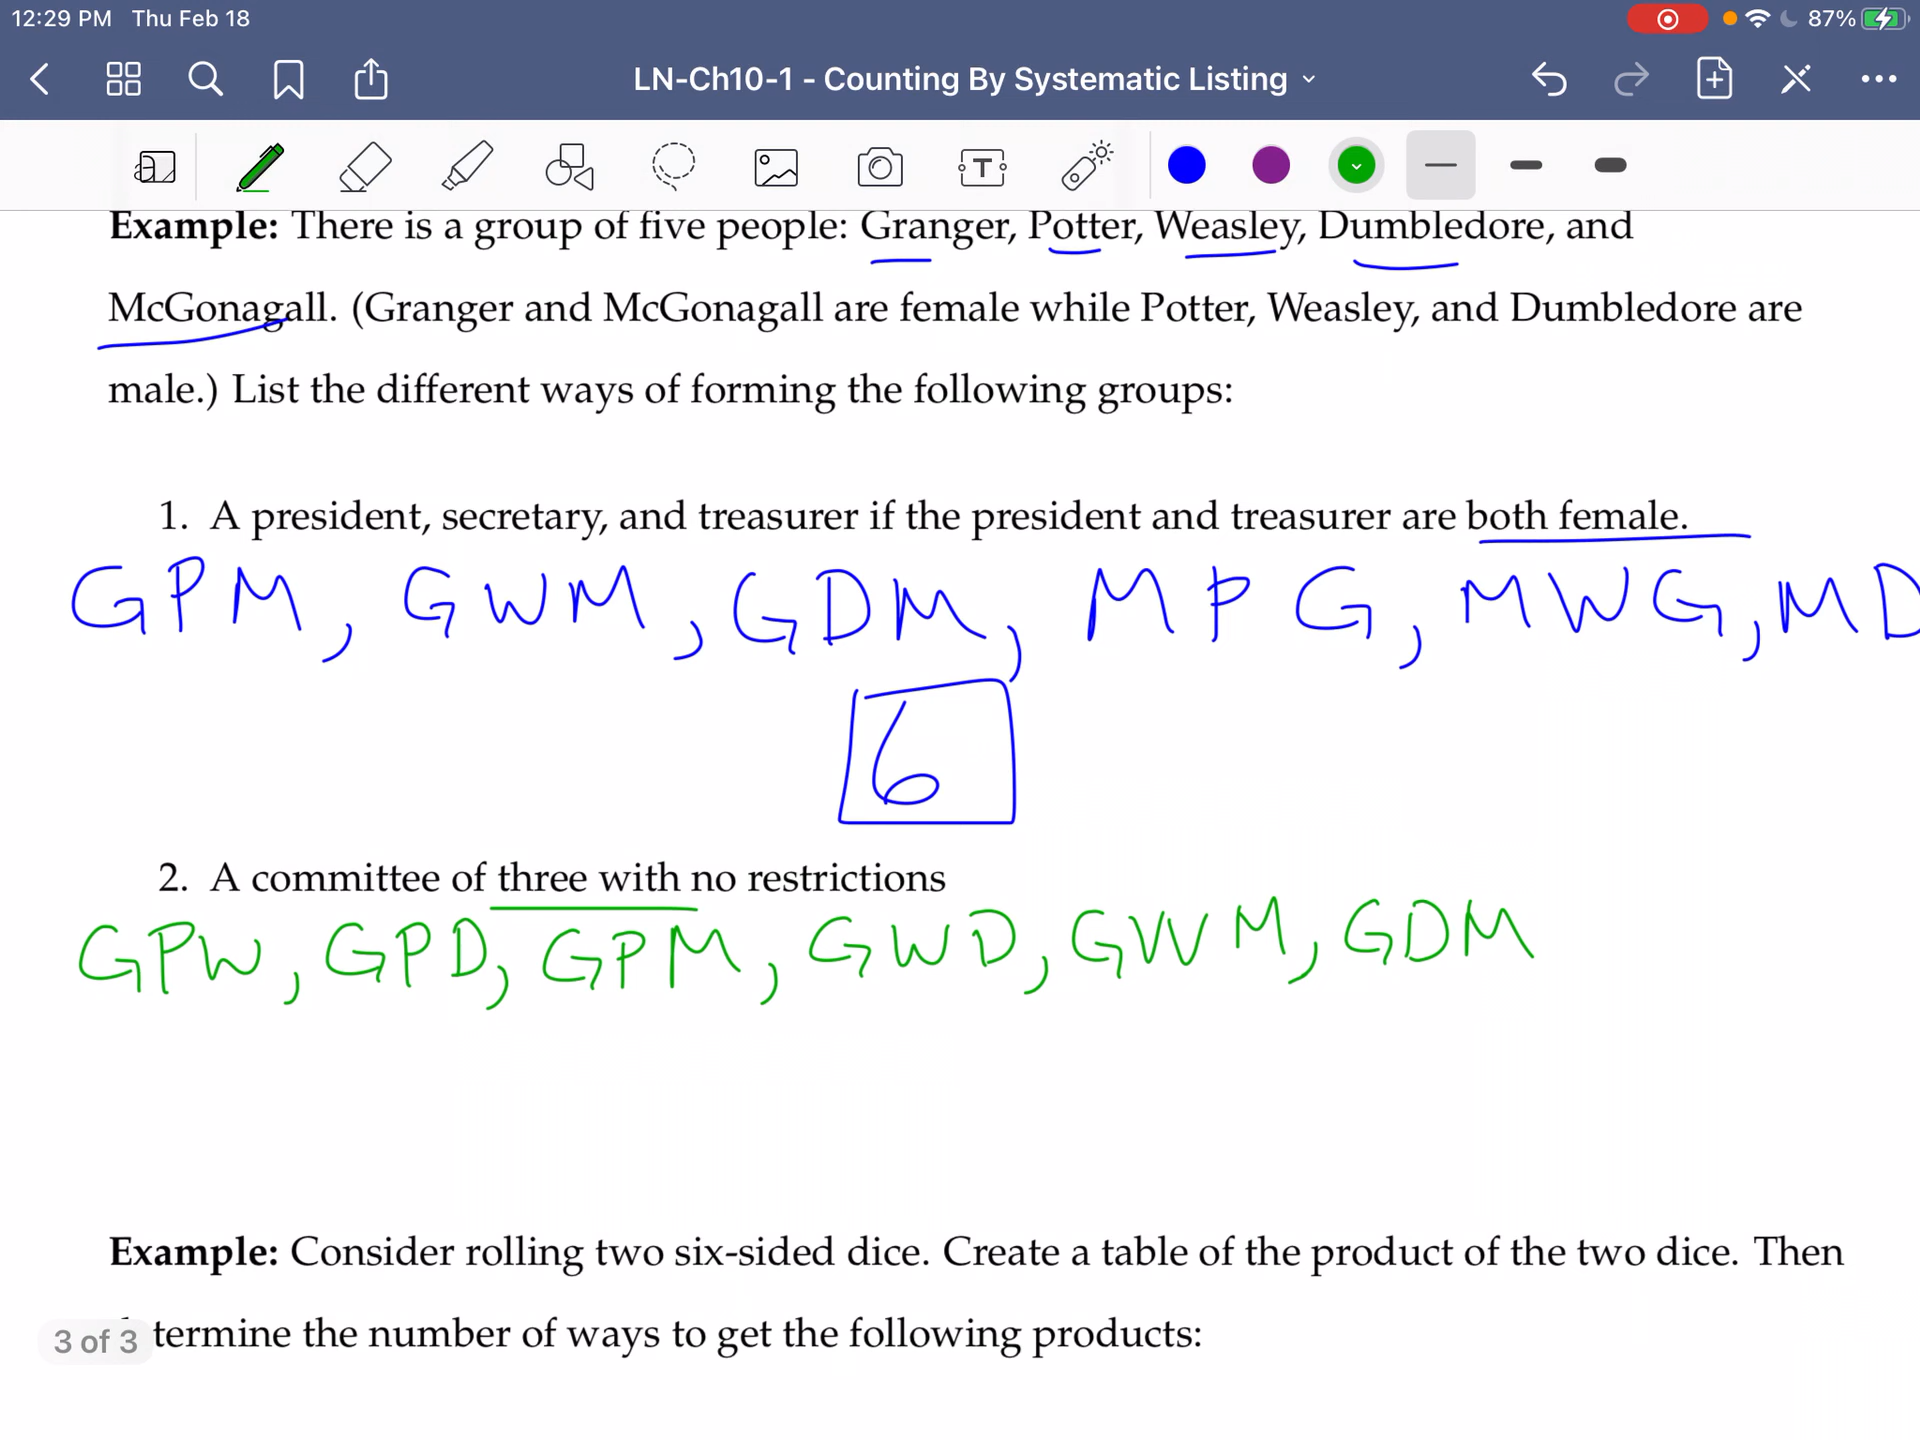 12:29 PM Thu Feb 18 87%
LN-Ch10-1 - Counting By Systematic Listing
T
Example: There is a group of five people: Granger, Potter, Weasley, Dumbledore, and
McGonagall. (Granger and McGonagall are female while Potter, Weasley, and Dumbledore are
male.) List the different ways of forming the following groups:
1. A president, secretary, and treasurer if the president and treasurer are both female.
GPM, GWM, GDM, MPG, MWG, MD
6
2. A committee of three with no restrictions
GPW, GPD, GPM, GWD, GWM, GDM
Example: Consider rolling two six-sided dice. Create a table of the product of the two dice. Then
3 of 3 termine the number of ways to get the following products: